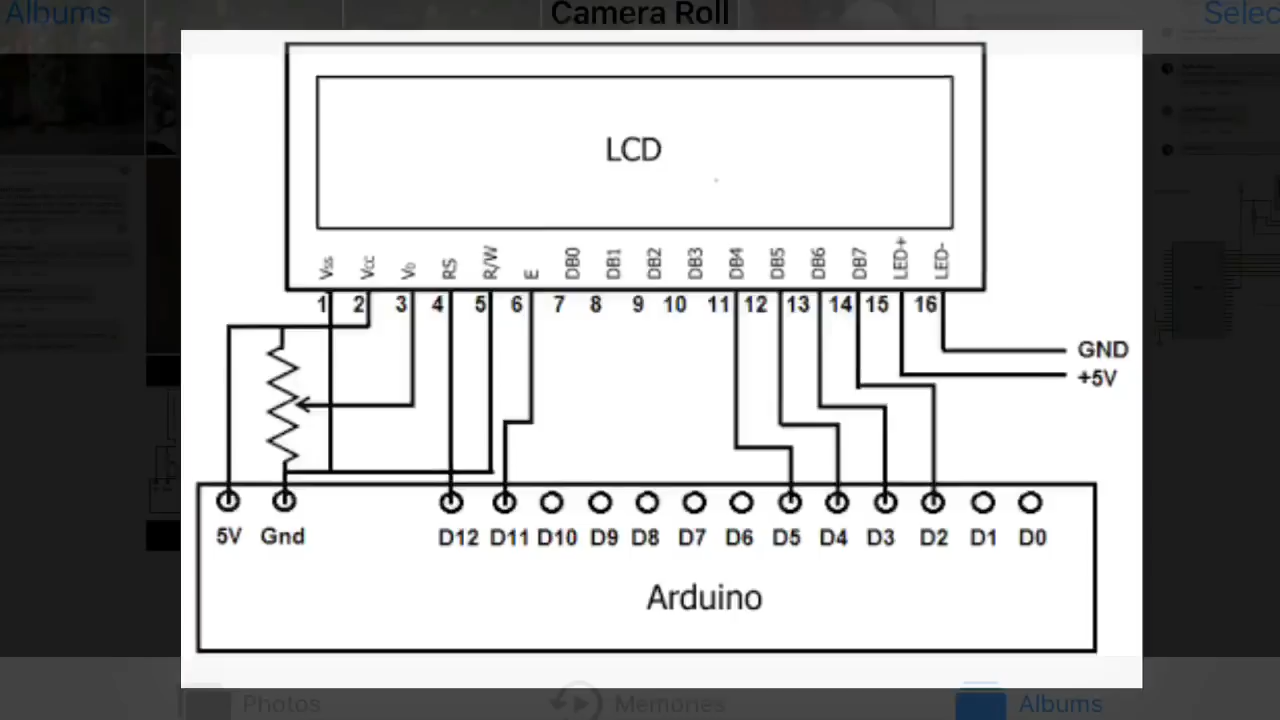 Albums Camera Roll Selec
LCD
Vss Vcc V0 RS R/W E DB0 DB1 DB2 DB3 DB4 DB5 DB6 DB7 LED+ LED-
1 2 3 4 5 6 7 8 9 10 11 12 13 14 15 16
GND
+5V
5V Gnd D12 D11 D10 D9 D8 D7 D6 D5 D4 D3 D2 D1 D0
Arduino
Photos Memories Albums